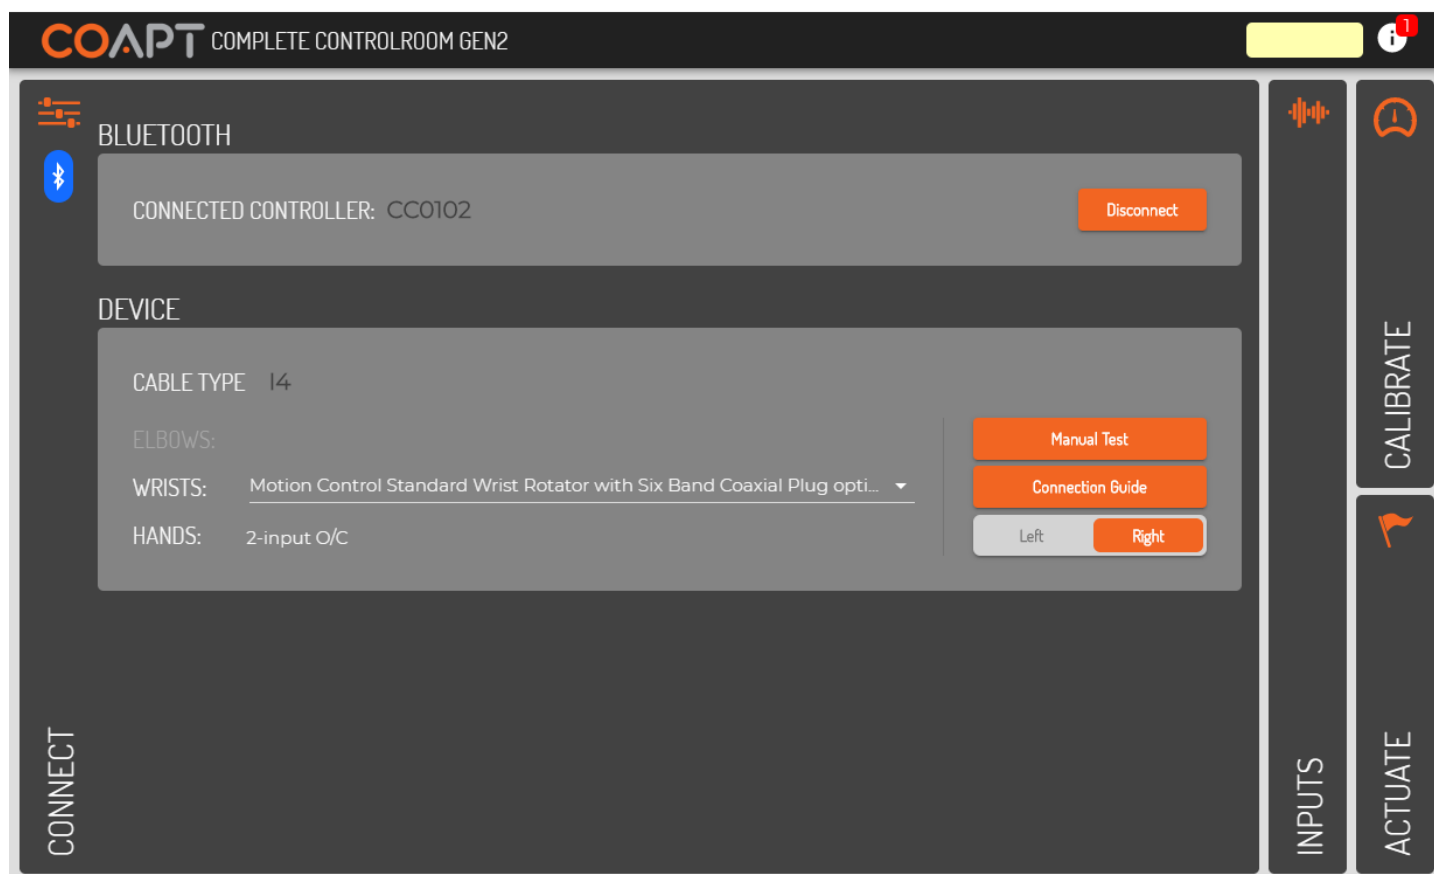 COAPT COMPLETE CONTROLROOM GEN2
1
BLUETOOTH
CONNECTED CONTROLLER: CC0102
Disconnect
DEVICE
CABLE TYPE I4
ELBOWS:
WRISTS: Motion Control Standard Wrist Rotator with Six Band Coaxial Plug opti...
HANDS: 2-input O/C
Manual Test
Connection Guide
Left Right
CONNECT
INPUTS
CALIBRATE
ACTUATE